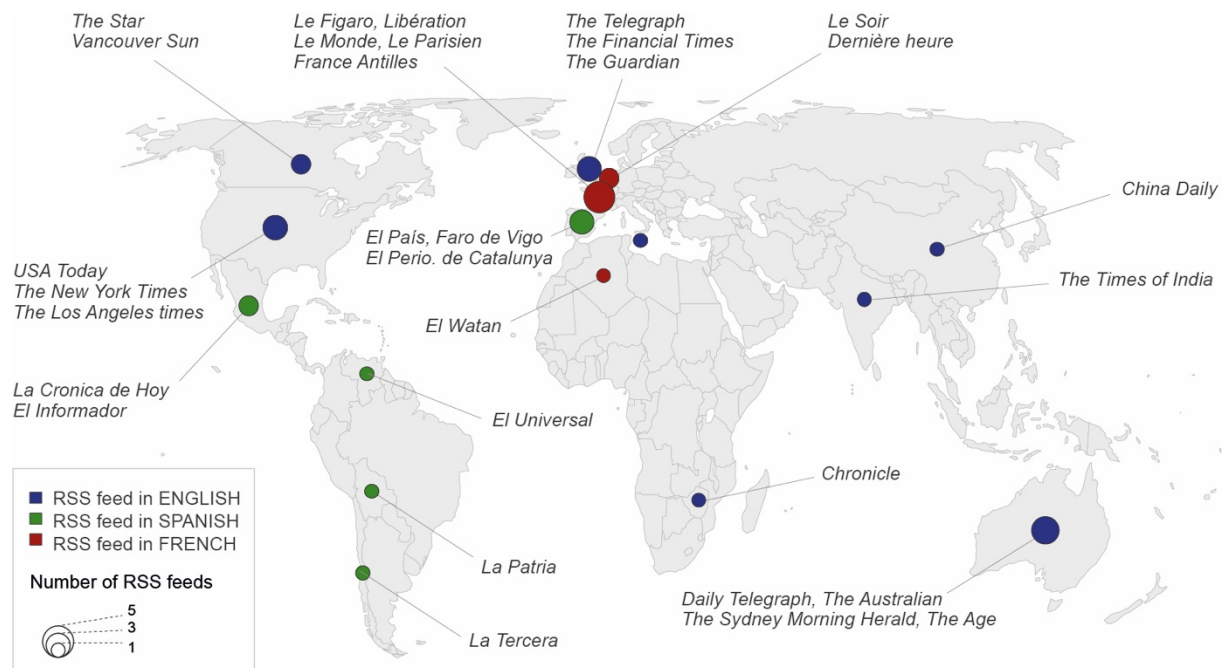 The Star
Vancouver Sun
Le Figaro, Libération
Le Monde, Le Parisien
France Antilles
The Telegraph
The Financial Times
The Guardian
Le Soir
Dernière heure
China Daily
El País, Faro de Vigo
El Perio. de Catalunya
USA Today
The New York Times
The Los Angeles times
The Times of India
El Watan
La Cronica de Hoy
El Informador
El Universal
Chronicle
La Patria
Daily Telegraph, The Australian
The Sydney Morning Herald, The Age
La Tercera
RSS feed in ENGLISH
RSS feed in SPANISH
RSS feed in FRENCH
Number of RSS feeds
5
3
1